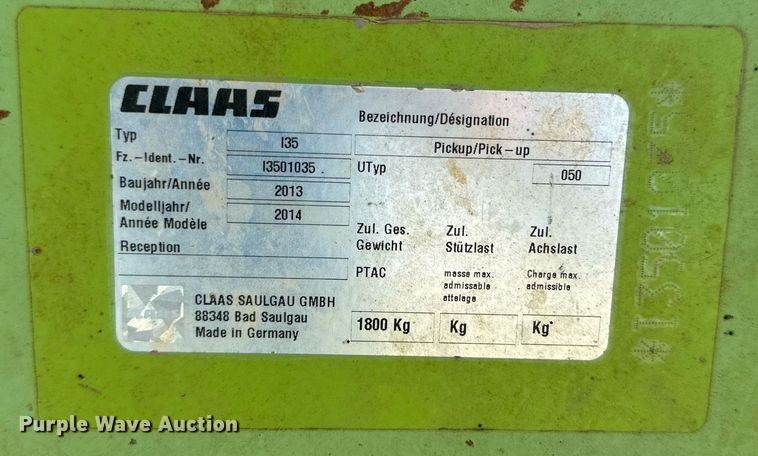 CLAAS
Bezeichnung/Désignation
Typ I35 Pickup/Pick-up
Fz.-Ident.-Nr. I3501035 UTyp 050
Baujahr/Année 2013
Modelljahr/
Année Modèle 2014
Reception
Zul. Ges. Gewicht
Zul. Stützlast
Zul. Achslast
PTAC
masse max. admissable attelage
Charge max. admissible
1800 Kg Kg Kg
CLAAS SAULGAU GMBH
88348 Bad Saulgau
Made in Germany
Purple Wave Auction